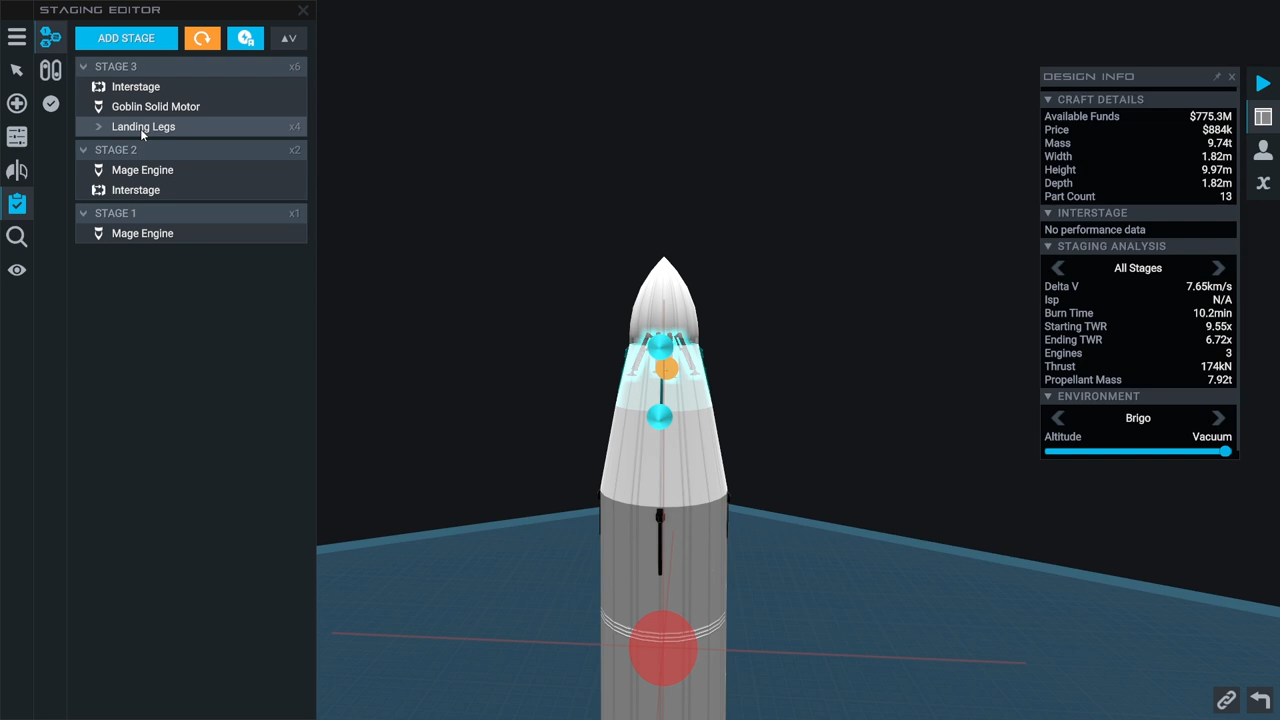 STAGING EDITOR
ADD STAGE
STAGE 3 x6
Interstage
Goblin Solid Motor
Landing Legs x4
STAGE 2 x2
Mage Engine
Interstage
STAGE 1 x1
Mage Engine
DESIGN INFO
CRAFT DETAILS
Available Funds $775.3M
Price $884k
Mass 9.74t
Width 1.82m
Height 9.97m
Depth 1.82m
Part Count 13
INTERSTAGE
No performance data
STAGING ANALYSIS
All Stages
Delta V 7.65km/s
Isp N/A
Burn Time 10.2min
Starting TWR 9.55x
Ending TWR 6.72x
Engines 3
Thrust 174kN
Propellant Mass 7.92t
ENVIRONMENT
Brigo
Altitude Vacuum